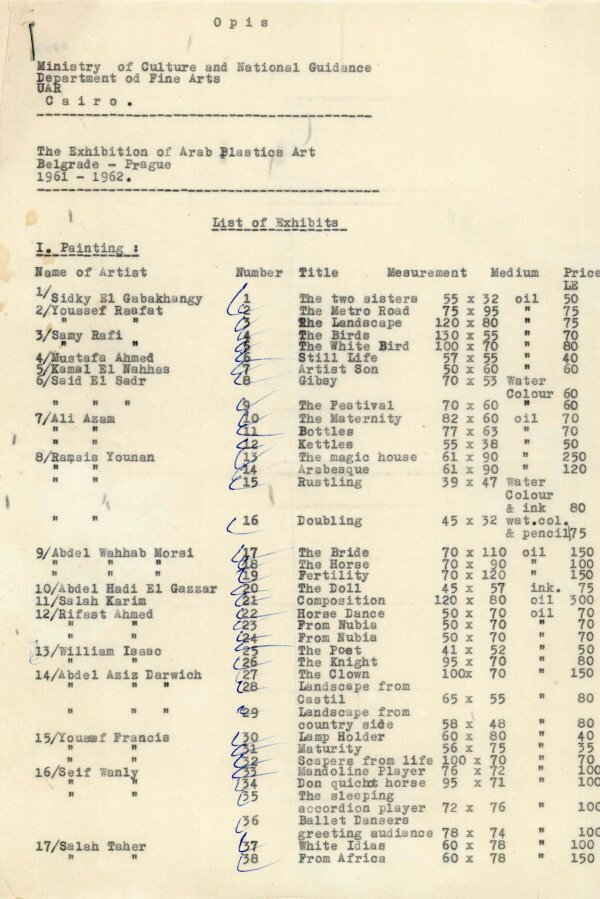 O p i s
Ministry of Culture and National Guidance
Department od Fine Arts
UAR
C a i r o .
The Exhibition of Arab Plastics Art
Belgrade - Prague
1961 - 1962.
List of Exhibits
I. Painting :
Name of Artist Number Title Mesurement Medium Price
LE
1/Sidky El Gabakhangy 1 The two sisters 55 x 32 oil 50
2/Youssef Raafat 2 The Metro Road 75 x 95 " 75
" " 3 The Landscape 120 x 80 " 75
3/Samy Rafi 4 The Birds 130 x 55 " 70
" " 5 The White Bird 100 x 70 " 80
4/Mustafa Ahmed 6 Still Life 57 x 55 " 40
5/Kamal El Nahhas 7 Artist Son 50 x 60 " 60
6/Said El Sadr 8 Gibsy 70 x 53 Water
Colour 60
" " " 9 The Festival 70 x 60 " 60
7/Ali Azam 10 The Maternity 82 x 60 oil 70
" " 11 Bottles 77 x 63 " 70
" " 12 Kettles 55 x 38 " 50
8/Ramsis Younan 13 The magic house 61 x 90 " 250
" " 14 Arabesque 61 x 90 " 120
" " 15 Rustling 39 x 47 Water
Colour
& ink 80
" " 16 Doubling 45 x 32 wat.col.
& pencil 75
9/Abdel Wahhab Morsi 17 The Bride 70 x 110 oil 150
" " " 18 The Horse 70 x 90 " 100
" " " 19 Fertility 70 x 120 " 150
10/Abdel Hadi El Gazzar 20 The Doll 45 x 57 ink. 75
11/Salah Karim 21 Composition 120 x 80 oil 300
12/Rifast Ahmed 22 Horse Dance 50 x 70 oil 70
" " 23 From Nubia 50 x 70 " 70
" " 24 From Nubia 50 x 70 " 70
13/William Isaac 25 The Poet 41 x 52 " 50
" " 26 The Knight 95 x 70 " 80
14/Abdel Aziz Darwich 27 The Clown 100x 70 " 150
" " " 28 Landscape from
Castil 65 x 55 " 80
" " " 29 Landscape from
country side 58 x 48 " 80
15/Youssef Francis 30 Lamp Holder 60 x 80 " 40
" " 31 Maturity 56 x 75 " 35
" " 32 Scapers from life 100 x 70 " 70
16/Seif Wanly 33 Mandoline Player 76 x 72 " 100
" " 34 Don quichot horse 95 x 71 " 100
" " 35 The sleeping
accordion player 72 x 76 " 100
36 Ballet Dansers
greeting audiance 78 x 74 " 100
17/Salah Taher 37 White Idias 60 x 78 " 100
" " 38 From Africa 60 x 78 " 150